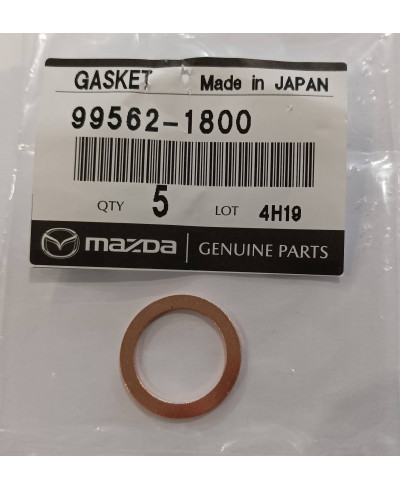 GASKET Made in JAPAN
99562-1800
QTY 5 LOT 4H19
mazda GENUINE PARTS